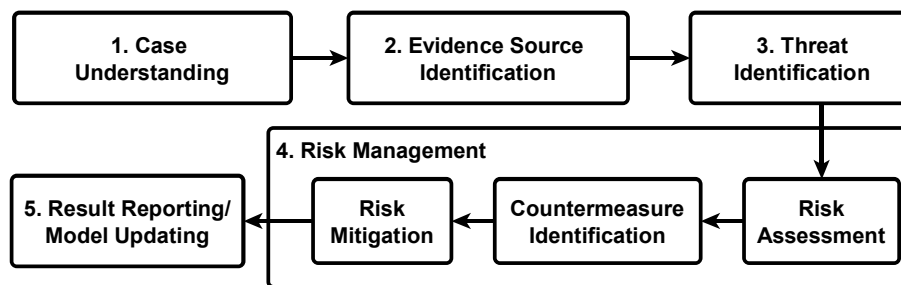 1. Case
Understanding
2. Evidence Source
Identification
3. Threat
Identification
4. Risk Management
Risk
Assessment
Countermeasure
Identification
Risk
Mitigation
5. Result Reporting/
Model Updating